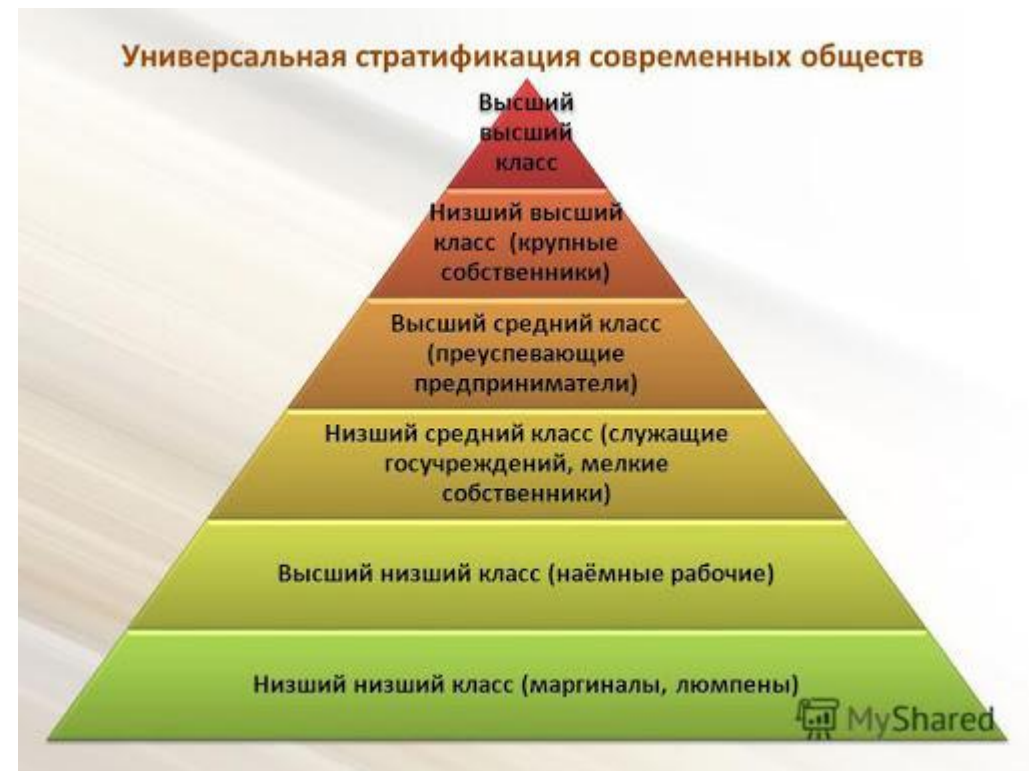 Универсальная стратификация современных обществ
Высший
высший
класс
Низший высший
класс (крупные
собственники)
Высший средний класс
(преуспевающие
предприниматели)
Низший средний класс (служащие
госучреждений, мелкие
собственники)
Высший низший класс (наёмные рабочие)
Низший низший класс (маргиналы, люмпены)
MyShared